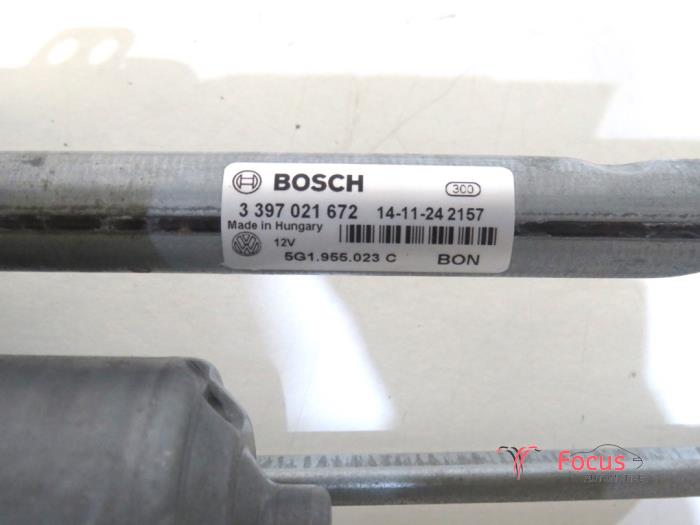 BOSCH 300
3 397 021 672 14-11-24 2157
Made in Hungary
12V
5G1.955.023 C BON
Focus
AUTOMOTIVE